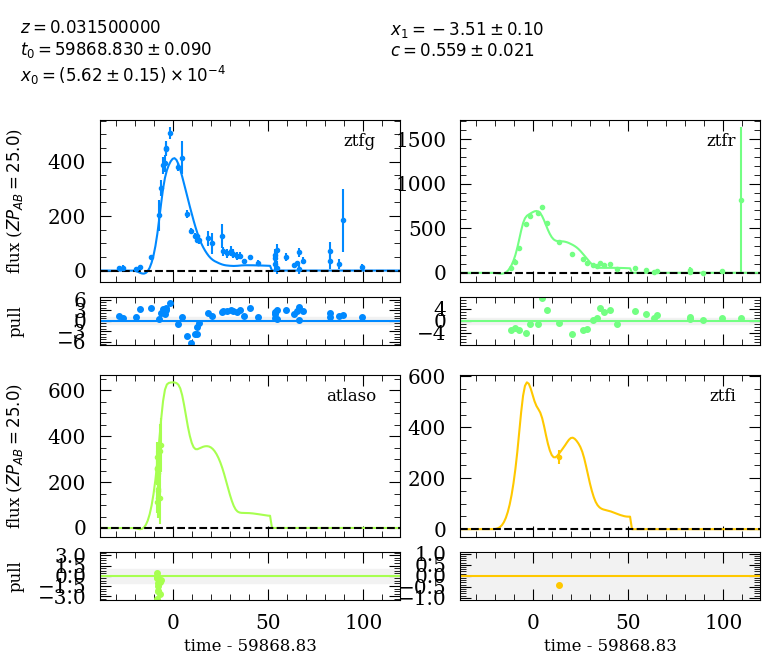 z = 0.031500000
t0 = 59868.830 ± 0.090
x0 = (5.62 ± 0.15) × 10^−4
x1 = −3.51 ± 0.10
c = 0.559 ± 0.021
flux (ZP_AB = 25.0)
400
200
0
ztfg
1500
1000
500
0
ztfr
pull
6
3
0
−3
−6
4
0
−4
flux (ZP_AB = 25.0)
600
400
200
0
atlaso
600
400
200
0
ztfi
pull
3.0
1.5
0.0
−1.5
−3.0
1.0
0.5
0.0
−0.5
−1.0
0 50 100
time - 59868.83
0 50 100
time - 59868.83